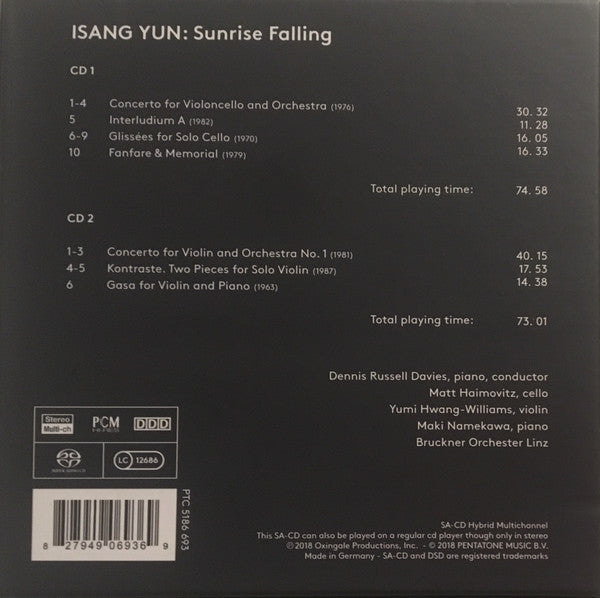 ISANG YUN: Sunrise Falling
CD 1
1-4 Concerto for Violoncello and Orchestra (1976) 30. 32
5 Interludium A (1982) 11. 28
6-9 Glissées for Solo Cello (1970) 16. 05
10 Fanfare & Memorial (1979) 16. 33
Total playing time: 74. 58
CD 2
1-3 Concerto for Violin and Orchestra No. 1 (1981) 40. 15
4-5 Kontraste. Two Pieces for Solo Violin (1987) 17. 53
6 Gasa for Violin and Piano (1963) 14. 38
Total playing time: 73. 01
Dennis Russell Davies, piano, conductor
Matt Haimovitz, cello
Yumi Hwang-Williams, violin
Maki Namekawa, piano
Bruckner Orchester Linz
Stereo
Multi-ch
PCM
DDD
LC 12686
PTC 5186 693
8 27949 06936 9
SA-CD Hybrid Multichannel
This SA-CD can also be played on a regular cd player though only in stereo
℗2018 Oxingale Productions, Inc. - © 2018 PENTATONE MUSIC B.V.
Made in Germany - SA-CD and DSD are registered trademarks